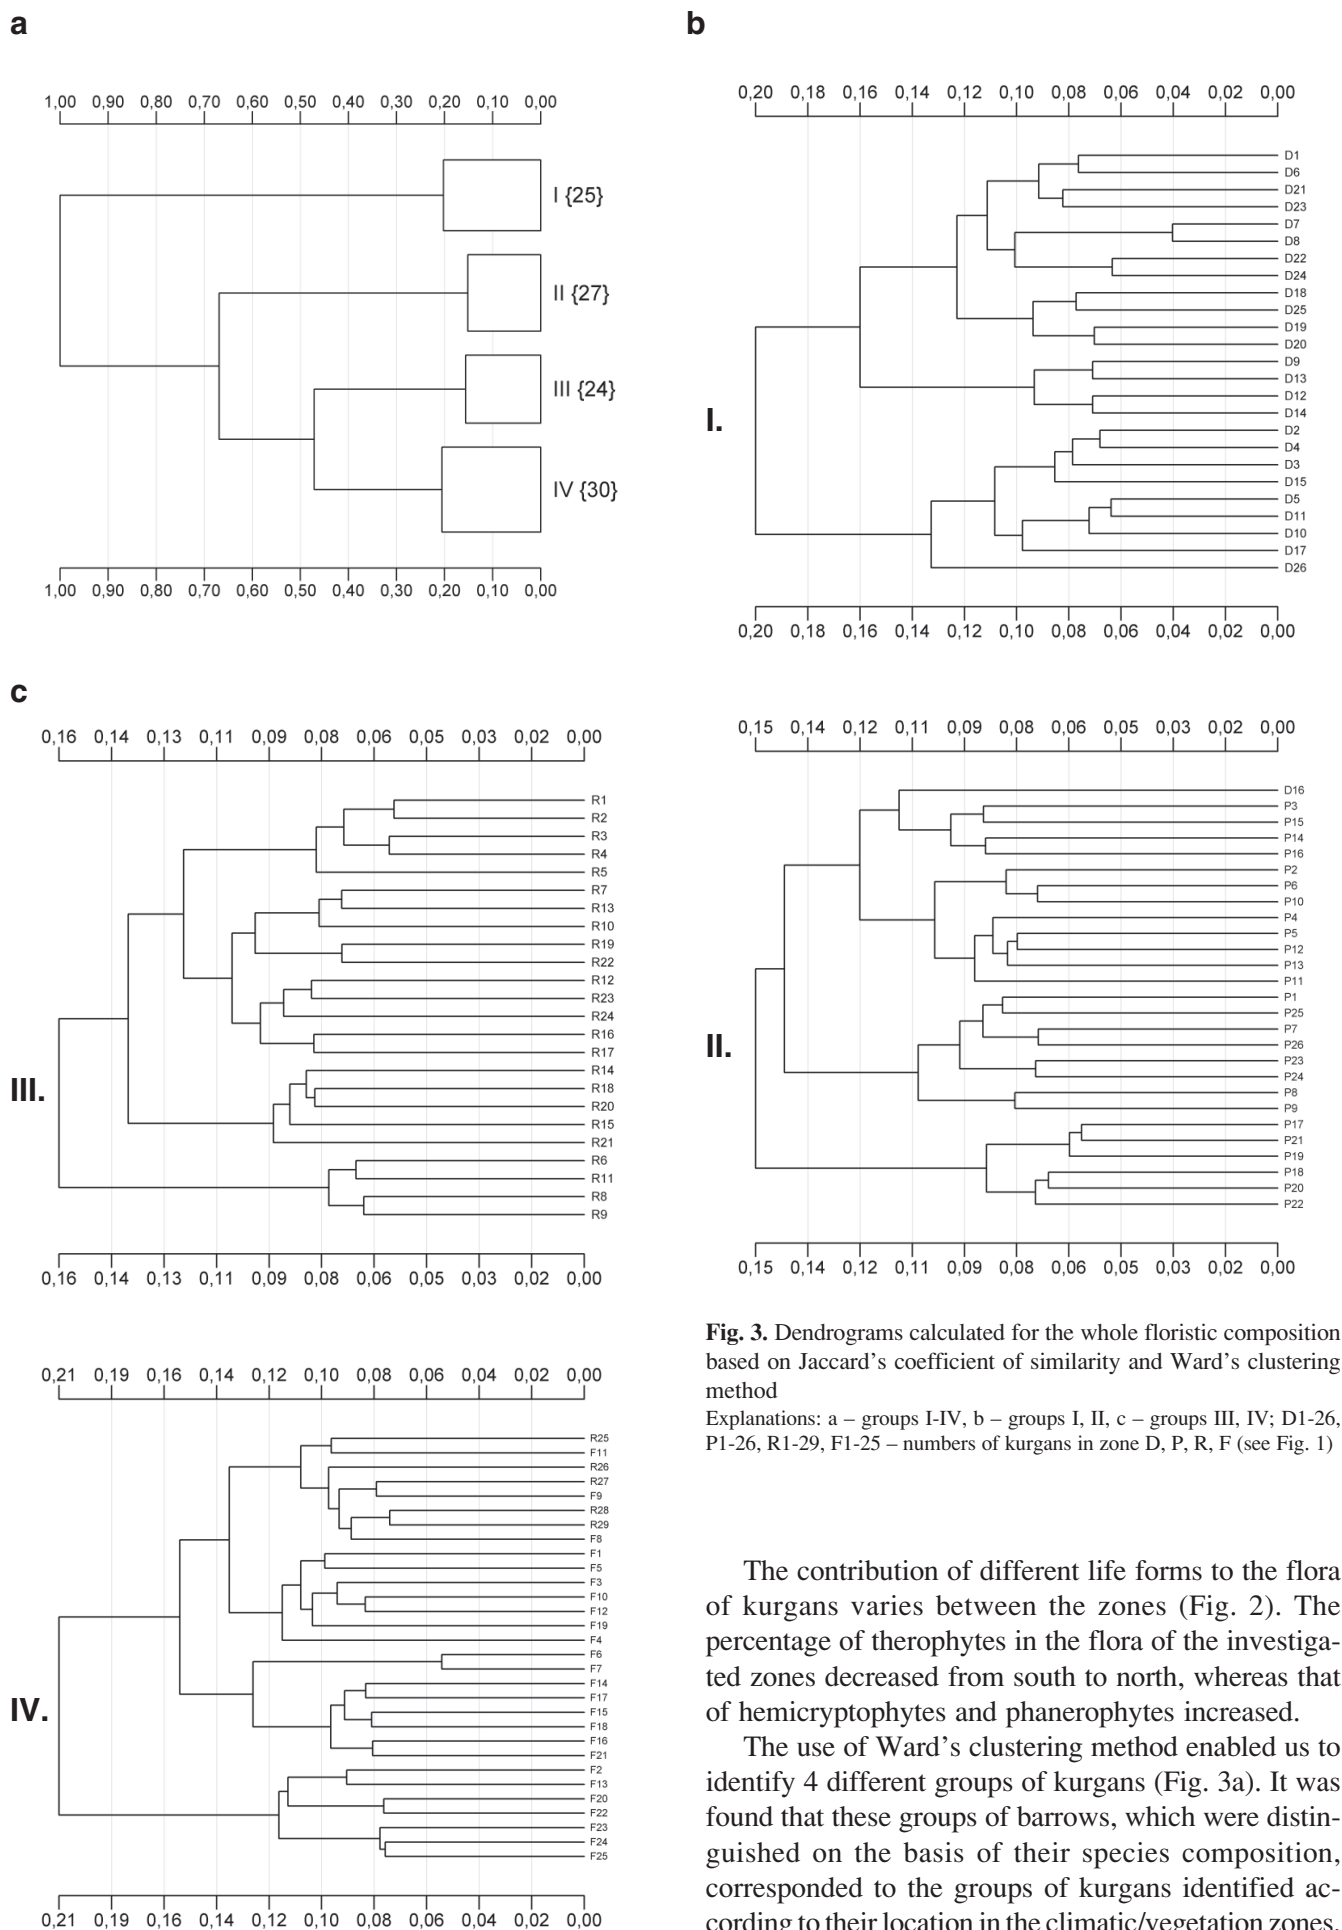 a
1,00 0,90 0,80 0,70 0,60 0,50 0,40 0,30 0,20 0,10 0,00
I {25}
II {27}
III {24}
IV {30}
1,00 0,90 0,80 0,70 0,60 0,50 0,40 0,30 0,20 0,10 0,00
b
0,20 0,18 0,16 0,14 0,12 0,10 0,08 0,06 0,04 0,02 0,00
I.
D1
D6
D21
D23
D7
D8
D22
D24
D18
D25
D19
D20
D9
D13
D12
D14
D2
D4
D3
D15
D5
D11
D10
D17
D26
0,20 0,18 0,16 0,14 0,12 0,10 0,08 0,06 0,04 0,02 0,00
0,15 0,14 0,12 0,11 0,09 0,08 0,06 0,05 0,03 0,02 0,00
II.
D16
P3
P15
P14
P16
P2
P6
P10
P4
P5
P12
P13
P11
P1
P25
P7
P26
P23
P24
P8
P9
P17
P21
P19
P18
P20
P22
0,15 0,14 0,12 0,11 0,09 0,08 0,06 0,05 0,03 0,02 0,00
c
0,16 0,14 0,13 0,11 0,09 0,08 0,06 0,05 0,03 0,02 0,00
III.
R1
R2
R3
R4
R5
R7
R13
R10
R19
R22
R12
R23
R24
R16
R17
R14
R18
R20
R15
R21
R6
R11
R8
R9
0,16 0,14 0,13 0,11 0,09 0,08 0,06 0,05 0,03 0,02 0,00
0,21 0,19 0,16 0,14 0,12 0,10 0,08 0,06 0,04 0,02 0,00
IV.
R25
F11
R26
R27
F9
R28
R29
F8
F1
F5
F3
F10
F12
F19
F4
F6
F7
F14
F17
F15
F18
F16
F21
F2
F13
F20
F22
F23
F24
F25
0,21 0,19 0,16 0,14 0,12 0,10 0,08 0,06 0,04 0,02 0,00
Fig. 3. Dendrograms calculated for the whole floristic composition
based on Jaccard's coefficient of similarity and Ward's clustering
method
Explanations: a – groups I-IV, b – groups I, II, c – groups III, IV; D1-26,
P1-26, R1-29, F1-25 – numbers of kurgans in zone D, P, R, F (see Fig. 1)
The contribution of different life forms to the flora
of kurgans varies between the zones (Fig. 2). The
percentage of therophytes in the flora of the investiga-
ted zones decreased from south to north, whereas that
of hemicryptophytes and phanerophytes increased.
The use of Ward's clustering method enabled us to
identify 4 different groups of kurgans (Fig. 3a). It was
found that these groups of barrows, which were distin-
guished on the basis of their species composition,
corresponded to the groups of kurgans identified ac-
cording to their location in the climatic/vegetation zones.